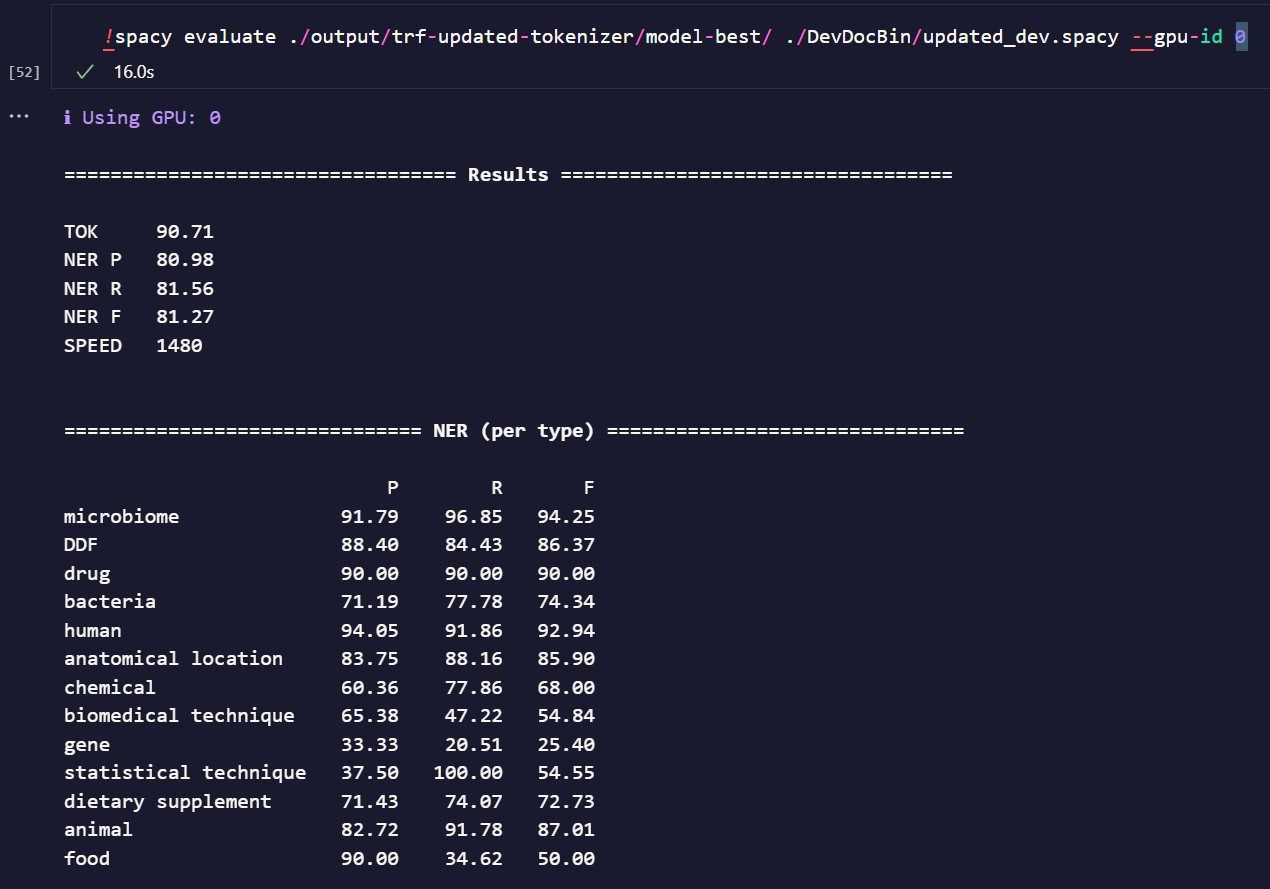 !spacy evaluate ./output/trf-updated-tokenizer/model-best/ ./DevDocBin/updated_dev.spacy --gpu-id 0
[52] ✓ 16.0s
... ℹ Using GPU: 0
================================== Results ==================================
TOK 90.71
NER P 80.98
NER R 81.56
NER F 81.27
SPEED 1480
=============================== NER (per type) ===============================
P R F
microbiome 91.79 96.85 94.25
DDF 88.40 84.43 86.37
drug 90.00 90.00 90.00
bacteria 71.19 77.78 74.34
human 94.05 91.86 92.94
anatomical location 83.75 88.16 85.90
chemical 60.36 77.86 68.00
biomedical technique 65.38 47.22 54.84
gene 33.33 20.51 25.40
statistical technique 37.50 100.00 54.55
dietary supplement 71.43 74.07 72.73
animal 82.72 91.78 87.01
food 90.00 34.62 50.00